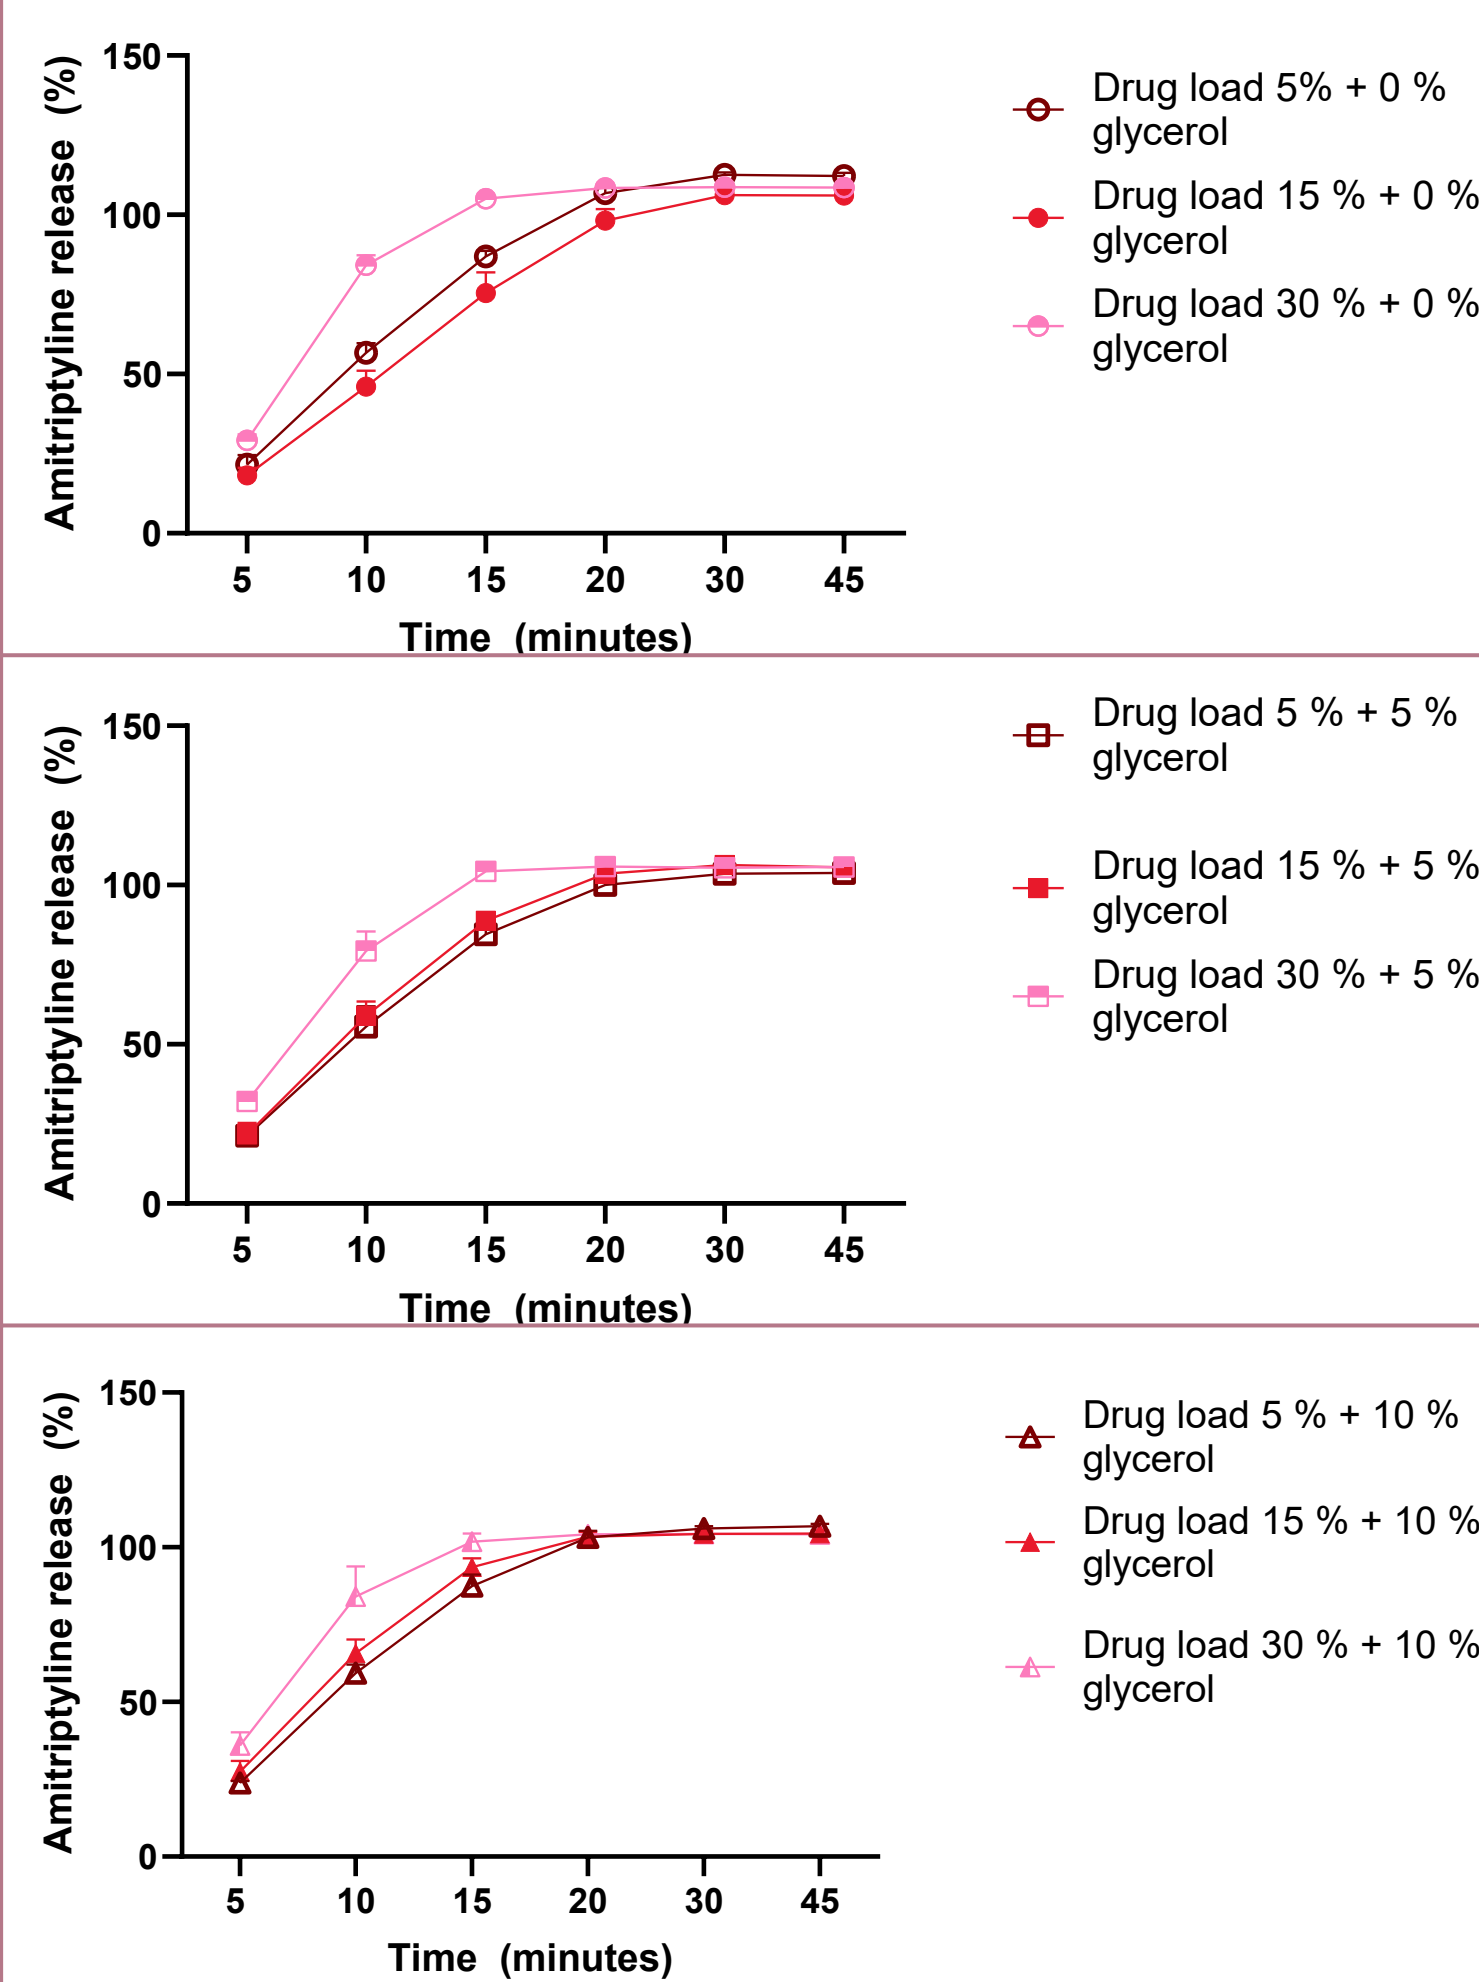 Amitriptyline release (%)
150
100
50
0
5 10 15 20 30 45
Time (minutes)
Drug load 5% + 0 %
glycerol
Drug load 15 % + 0 %
glycerol
Drug load 30 % + 0 %
glycerol
Amitriptyline release (%)
150
100
50
0
5 10 15 20 30 45
Time (minutes)
Drug load 5 % + 5 %
glycerol
Drug load 15 % + 5 %
glycerol
Drug load 30 % + 5 %
glycerol
Amitriptyline release (%)
150
100
50
0
5 10 15 20 30 45
Time (minutes)
Drug load 5 % + 10 %
glycerol
Drug load 15 % + 10 %
glycerol
Drug load 30 % + 10 %
glycerol